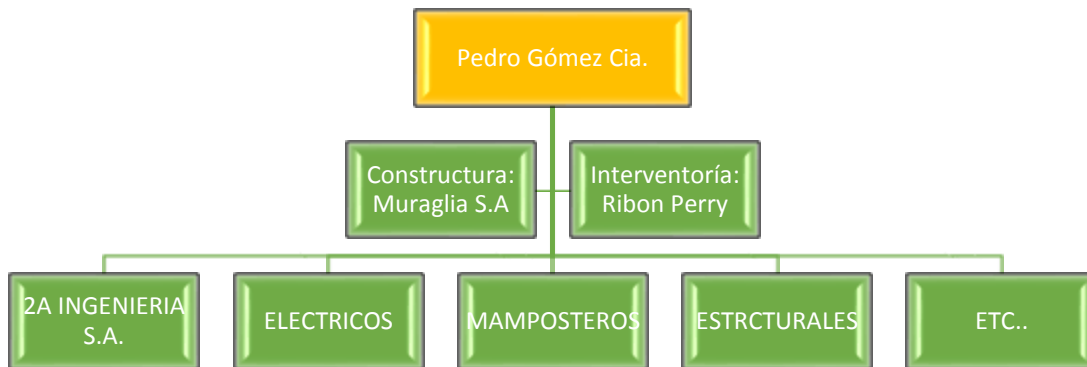 Pedro Gómez Cia.
Constructura:
Muraglia S.A
Interventoría:
Ribon Perry
2A INGENIERIA
S.A.
ELECTRICOS
MAMPOSTEROS
ESTRCTURALES
ETC..